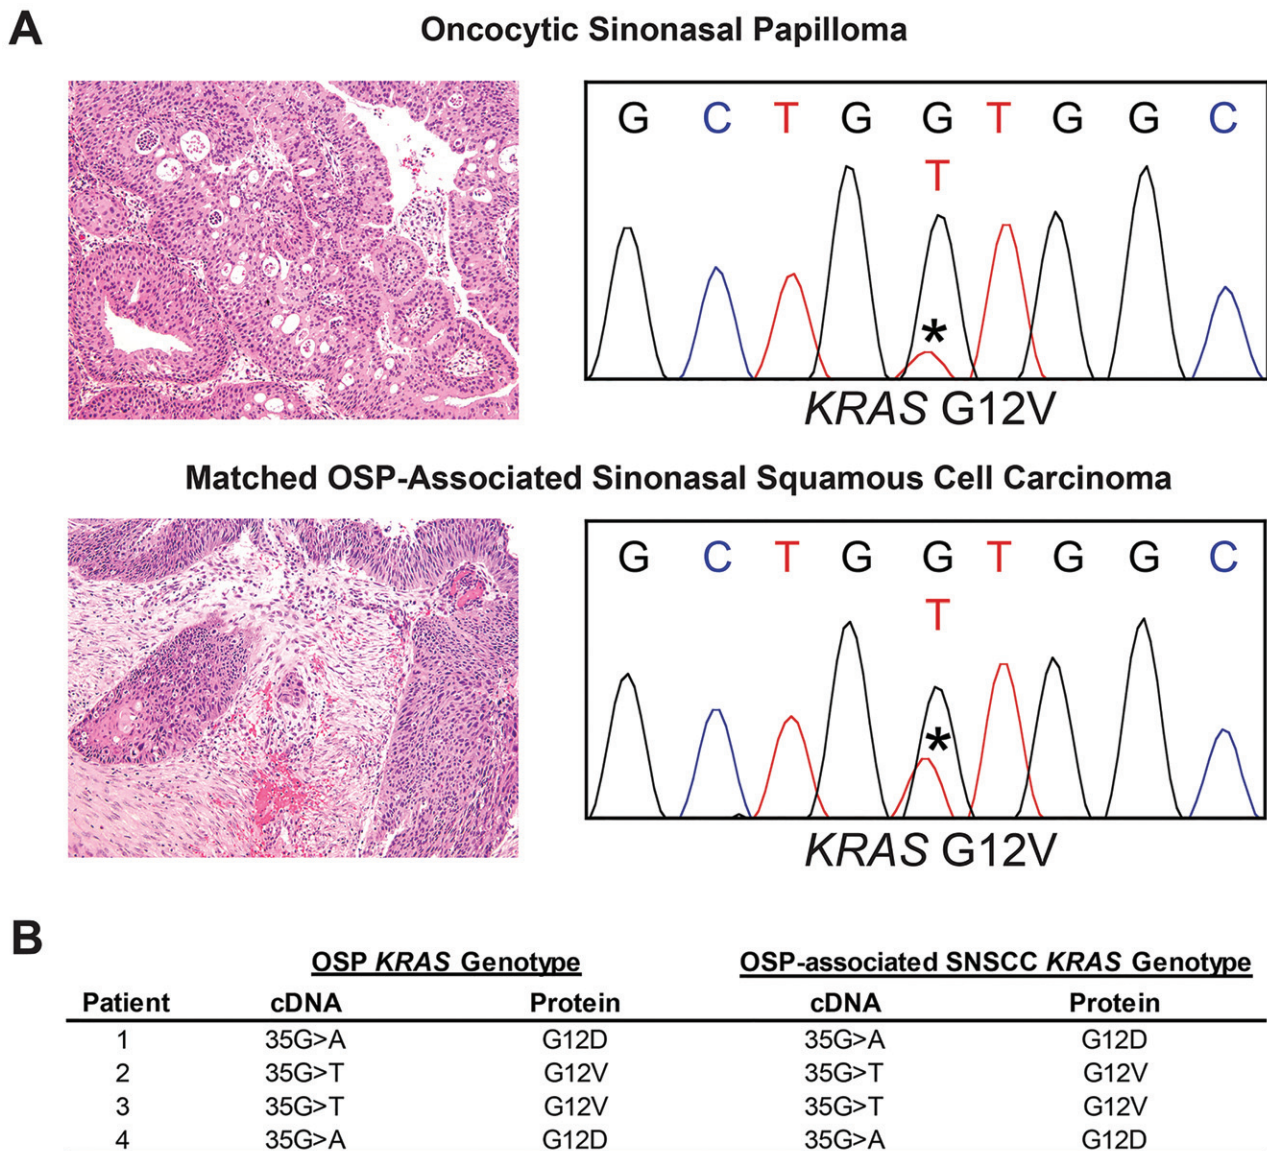 A
Oncocytic Sinonasal Papilloma
G C T G G T G G C
T
*
KRAS G12V
Matched OSP-Associated Sinonasal Squamous Cell Carcinoma
G C T G G T G G C
T
*
KRAS G12V
B
OSP KRAS Genotype OSP-associated SNSCC KRAS Genotype
Patient cDNA Protein cDNA Protein
1 35G>A G12D 35G>A G12D
2 35G>T G12V 35G>T G12V
3 35G>T G12V 35G>T G12V
4 35G>A G12D 35G>A G12D